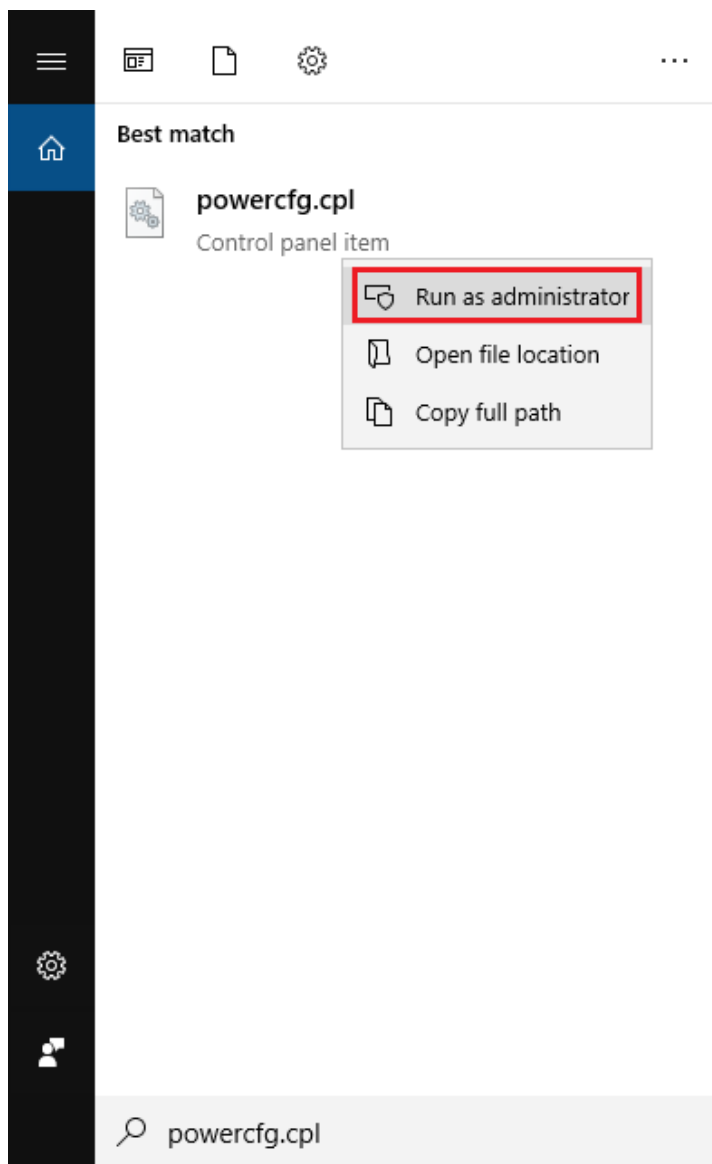 Best match
powercfg.cpl
Control panel item
Run as administrator
Open file location
Copy full path
powercfg.cpl